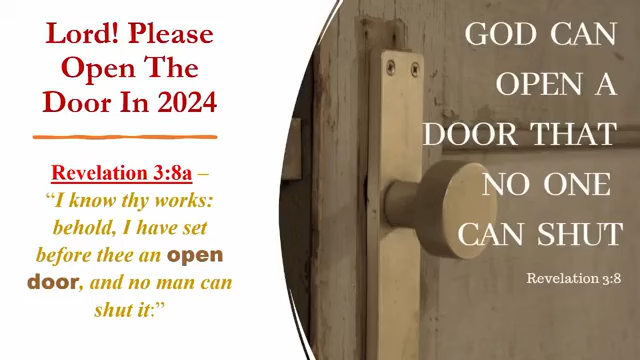 Lord! Please
Open The
Door In 2024
Revelation 3:8a –
“I know thy works:
behold, I have set
before thee an open
door, and no man can
shut it:”
GOD CAN
OPEN A
DOOR THAT
NO ONE
CAN SHUT
Revelation 3:8